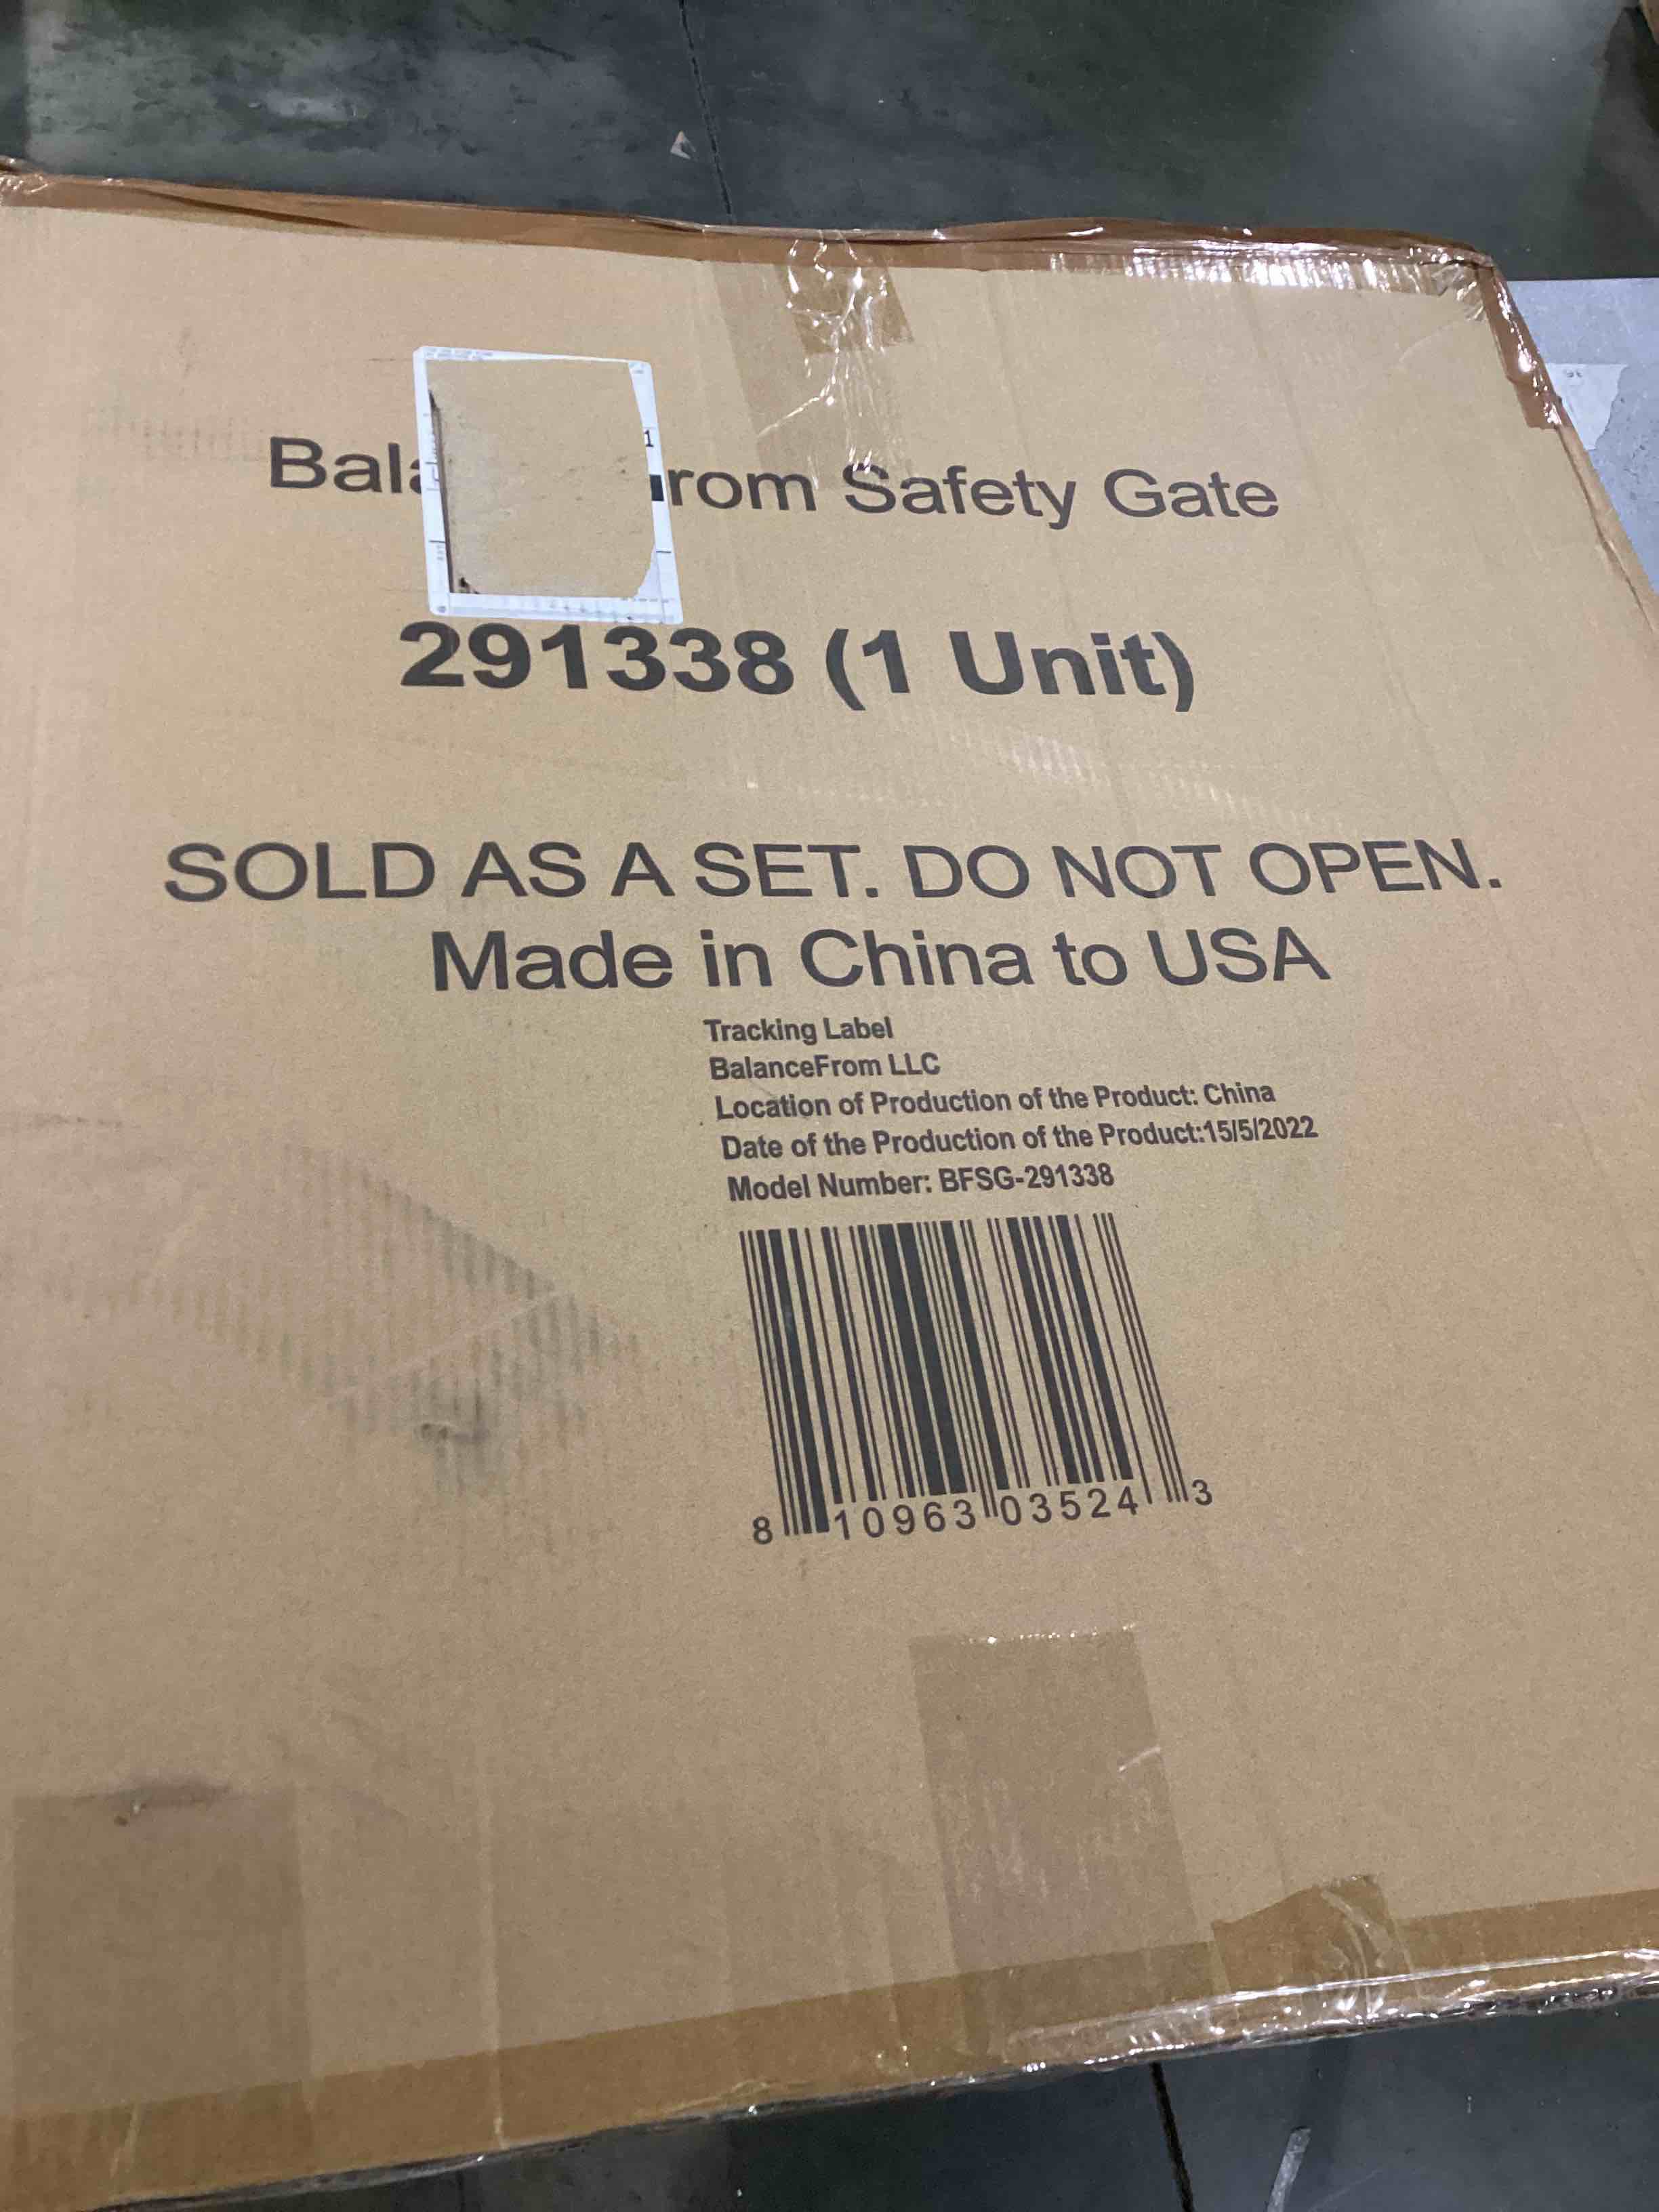 Bal rom Safety Gate
1
291338 (1 Unit)
SOLD AS A SET. DO NOT OPEN.
Made in China to USA
Tracking Label
BalanceFrom LLC
Location of Production of the Product: China
Date of the Production of the Product:15/5/2022
Model Number: BFSG-291338
8 10963 03524 3